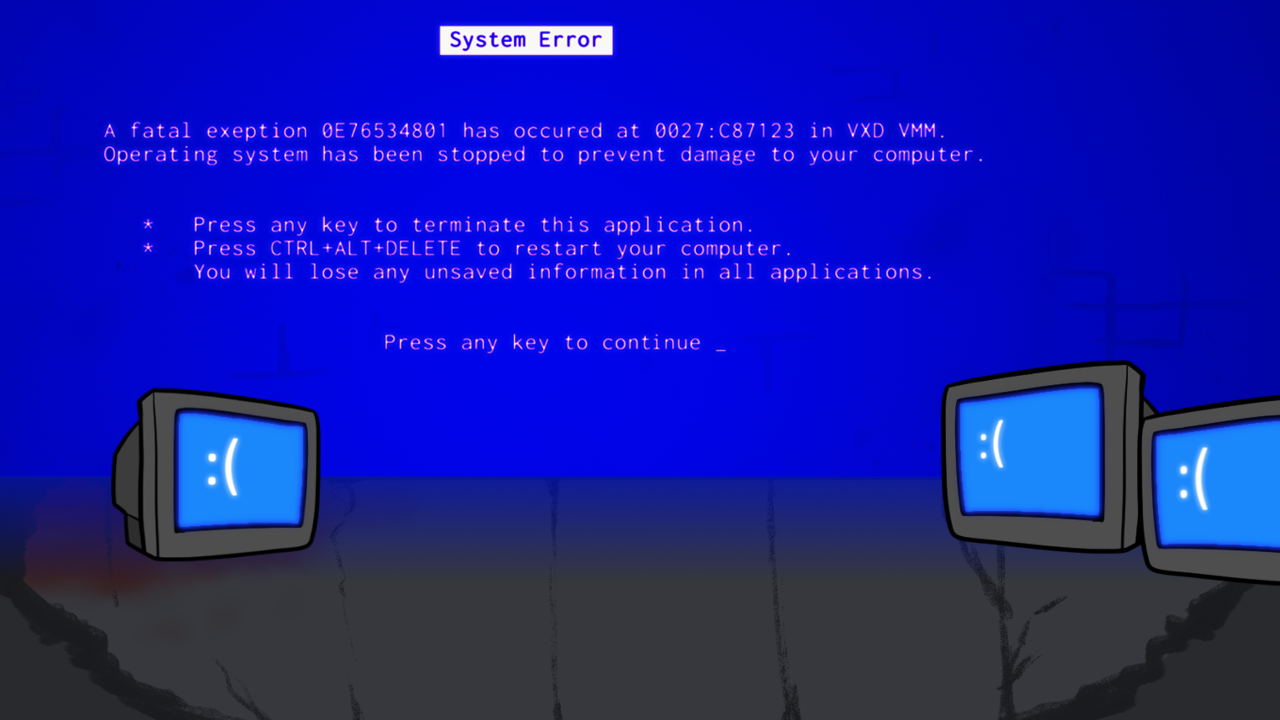 System Error
A fatal exeption 0E76534801 has occured at 0027:C87123 in VXD VMM.
Operating system has been stopped to prevent damage to your computer.
* Press any key to terminate this application.
* Press CTRL+ALT+DELETE to restart your computer.
You will lose any unsaved information in all applications.
Press any key to continue _
:(
:(
:(